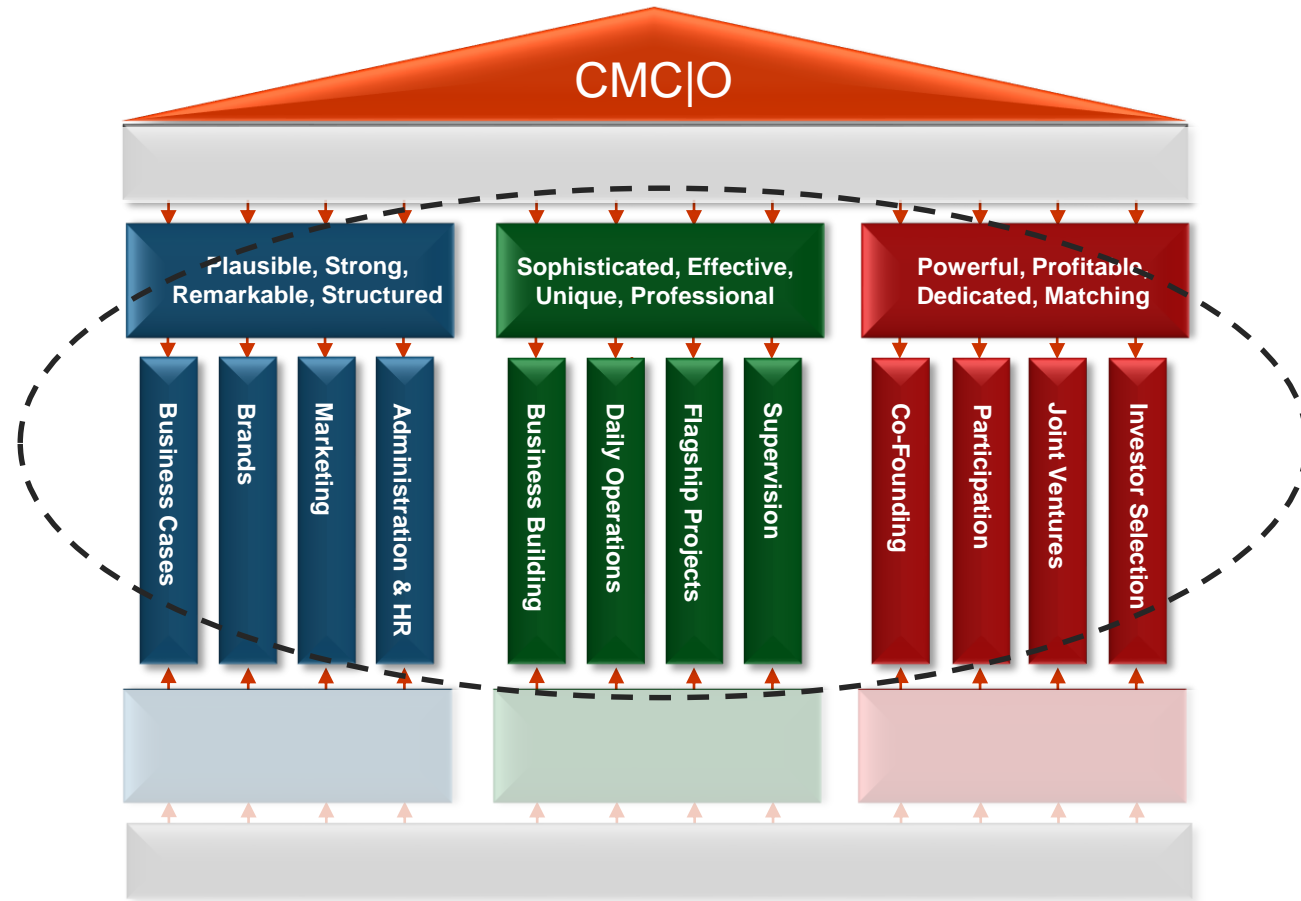 CMC|O
Plausible, Strong,
Remarkable, Structured
Sophisticated, Effective,
Unique, Professional
Powerful, Profitable,
Dedicated, Matching
Business Cases
Brands
Marketing
Administration & HR
Business Building
Daily Operations
Flagship Projects
Supervision
Co-Founding
Participation
Joint Ventures
Investor Selection